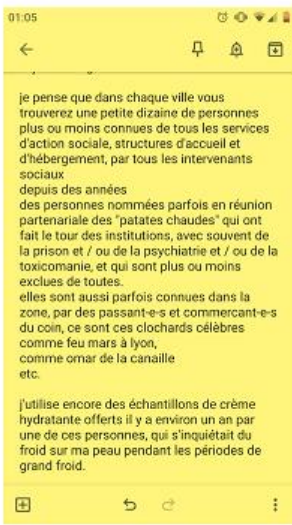 01:05
je pense que dans chaque ville vous
trouverez une petite dizaine de personnes
plus ou moins connues de tous les services
d'action sociale, structures d'accueil et
d'hébergement, par tous les intervenants
sociaux
depuis des années
des personnes nommées parfois en réunion
partenariale des "patates chaudes" qui ont
fait le tour des institutions, avec souvent de
la prison et / ou de la psychiatrie et / ou de la
toxicomanie, et qui sont plus ou moins
exclues de toutes.
elles sont aussi parfois connues dans la
zone, par des passant-e-s et commercant-e-s
du coin, ce sont ces clochards célèbres
comme feu mars à lyon,
comme omar de la canaille
etc.
j'utilise encore des échantillons de crème
hydratante offerts il y a environ un an par
une de ces personnes, qui s'inquiétait du
froid sur ma peau pendant les périodes de
grand froid.